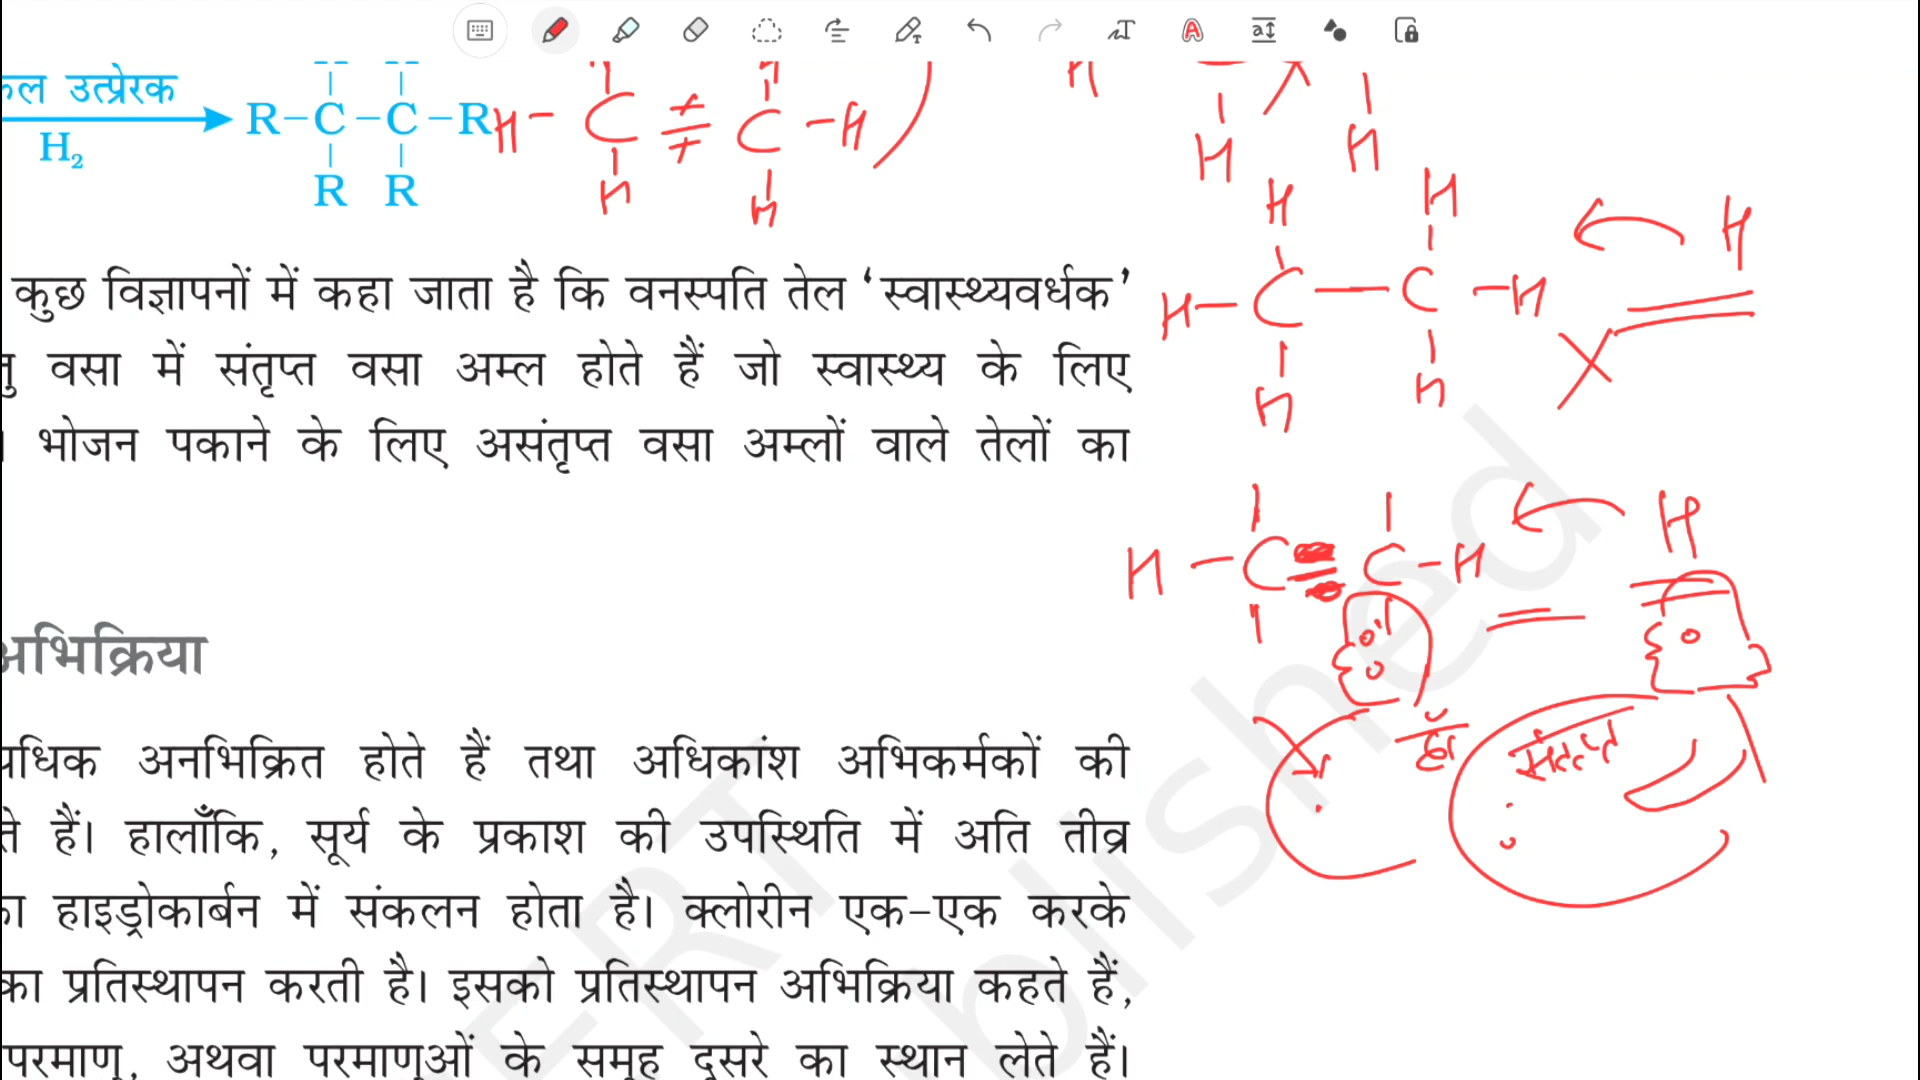 कल उत्प्रेरक
H₂
R–C–C–R
R R
H – C = C – H
H H
H
H H
H H
H – C – C – H
H H
H
कुछ विज्ञापनों में कहा जाता है कि वनस्पति तेल ‘स्वास्थ्यवर्धक’
तु वसा में संतृप्त वसा अम्ल होते हैं जो स्वास्थ्य के लिए
। भोजन पकाने के लिए असंतृप्त वसा अम्लों वाले तेलों का
H – C ≡ C – H
H
अभिक्रिया
हाँ
संतृप्त
यधिक अनभिक्रित होते हैं तथा अधिकांश अभिकर्मकों की
ते हैं। हालाँकि, सूर्य के प्रकाश की उपस्थिति में अति तीव्र
का हाइड्रोकार्बन में संकलन होता है। क्लोरीन एक-एक करके
का प्रतिस्थापन करती है। इसको प्रतिस्थापन अभिक्रिया कहते हैं,
परमाणु, अथवा परमाणुओं के समूह दूसरे का स्थान लेते हैं।